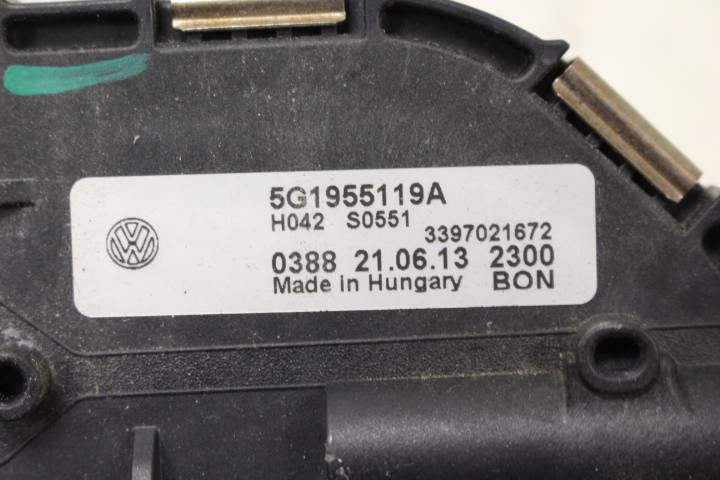 5G1955119A
H042 S0551
3397021672
0388 21.06.13 2300
Made in Hungary BON